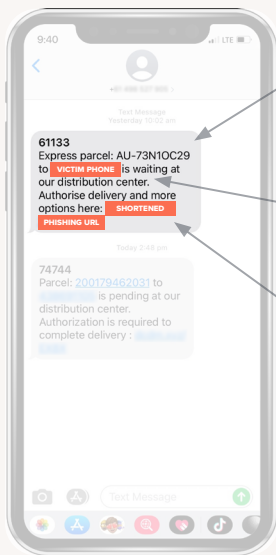 9:40
LTE
Text Message
Yesterday 12:02 am
61133
Express parcel: AU-73N1OC29
to VICTIM PHONE is waiting at
our distribution center.
Authorise delivery and more
options here: SHORTENED
PHISHING URL
Today 7:48 pm
74744
Parcel: 200179462031 to
is pending at our
distribution center.
Authorization is required to
complete delivery :
Text Message